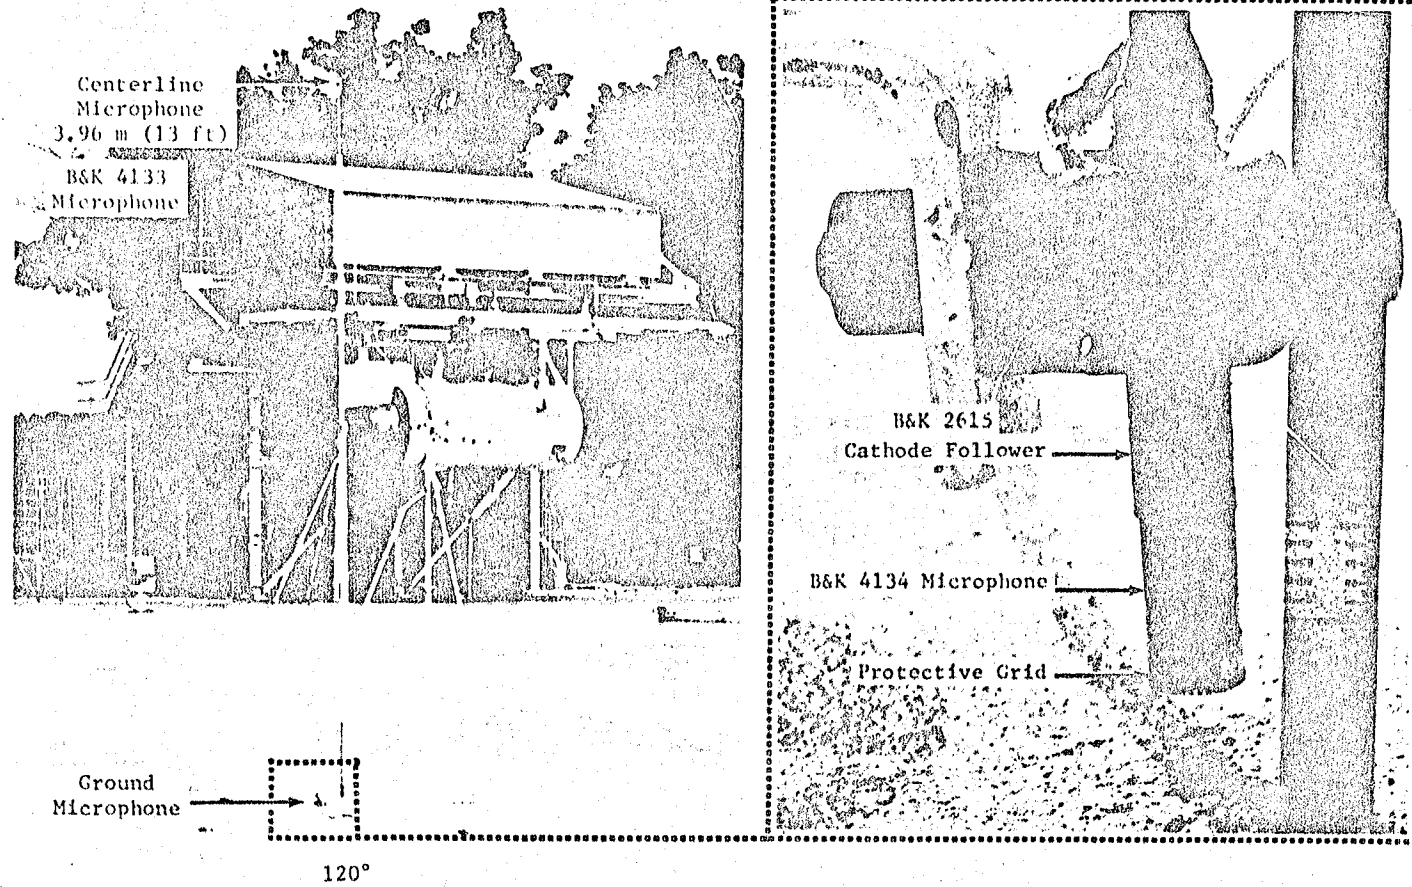 Centerline
Microphone
3.96 m (13 ft)
B&K 4133
Microphone
B&K 2615
Cathode Follower
B&K 4134 Microphone
Protective Grid
Ground
Microphone
120°